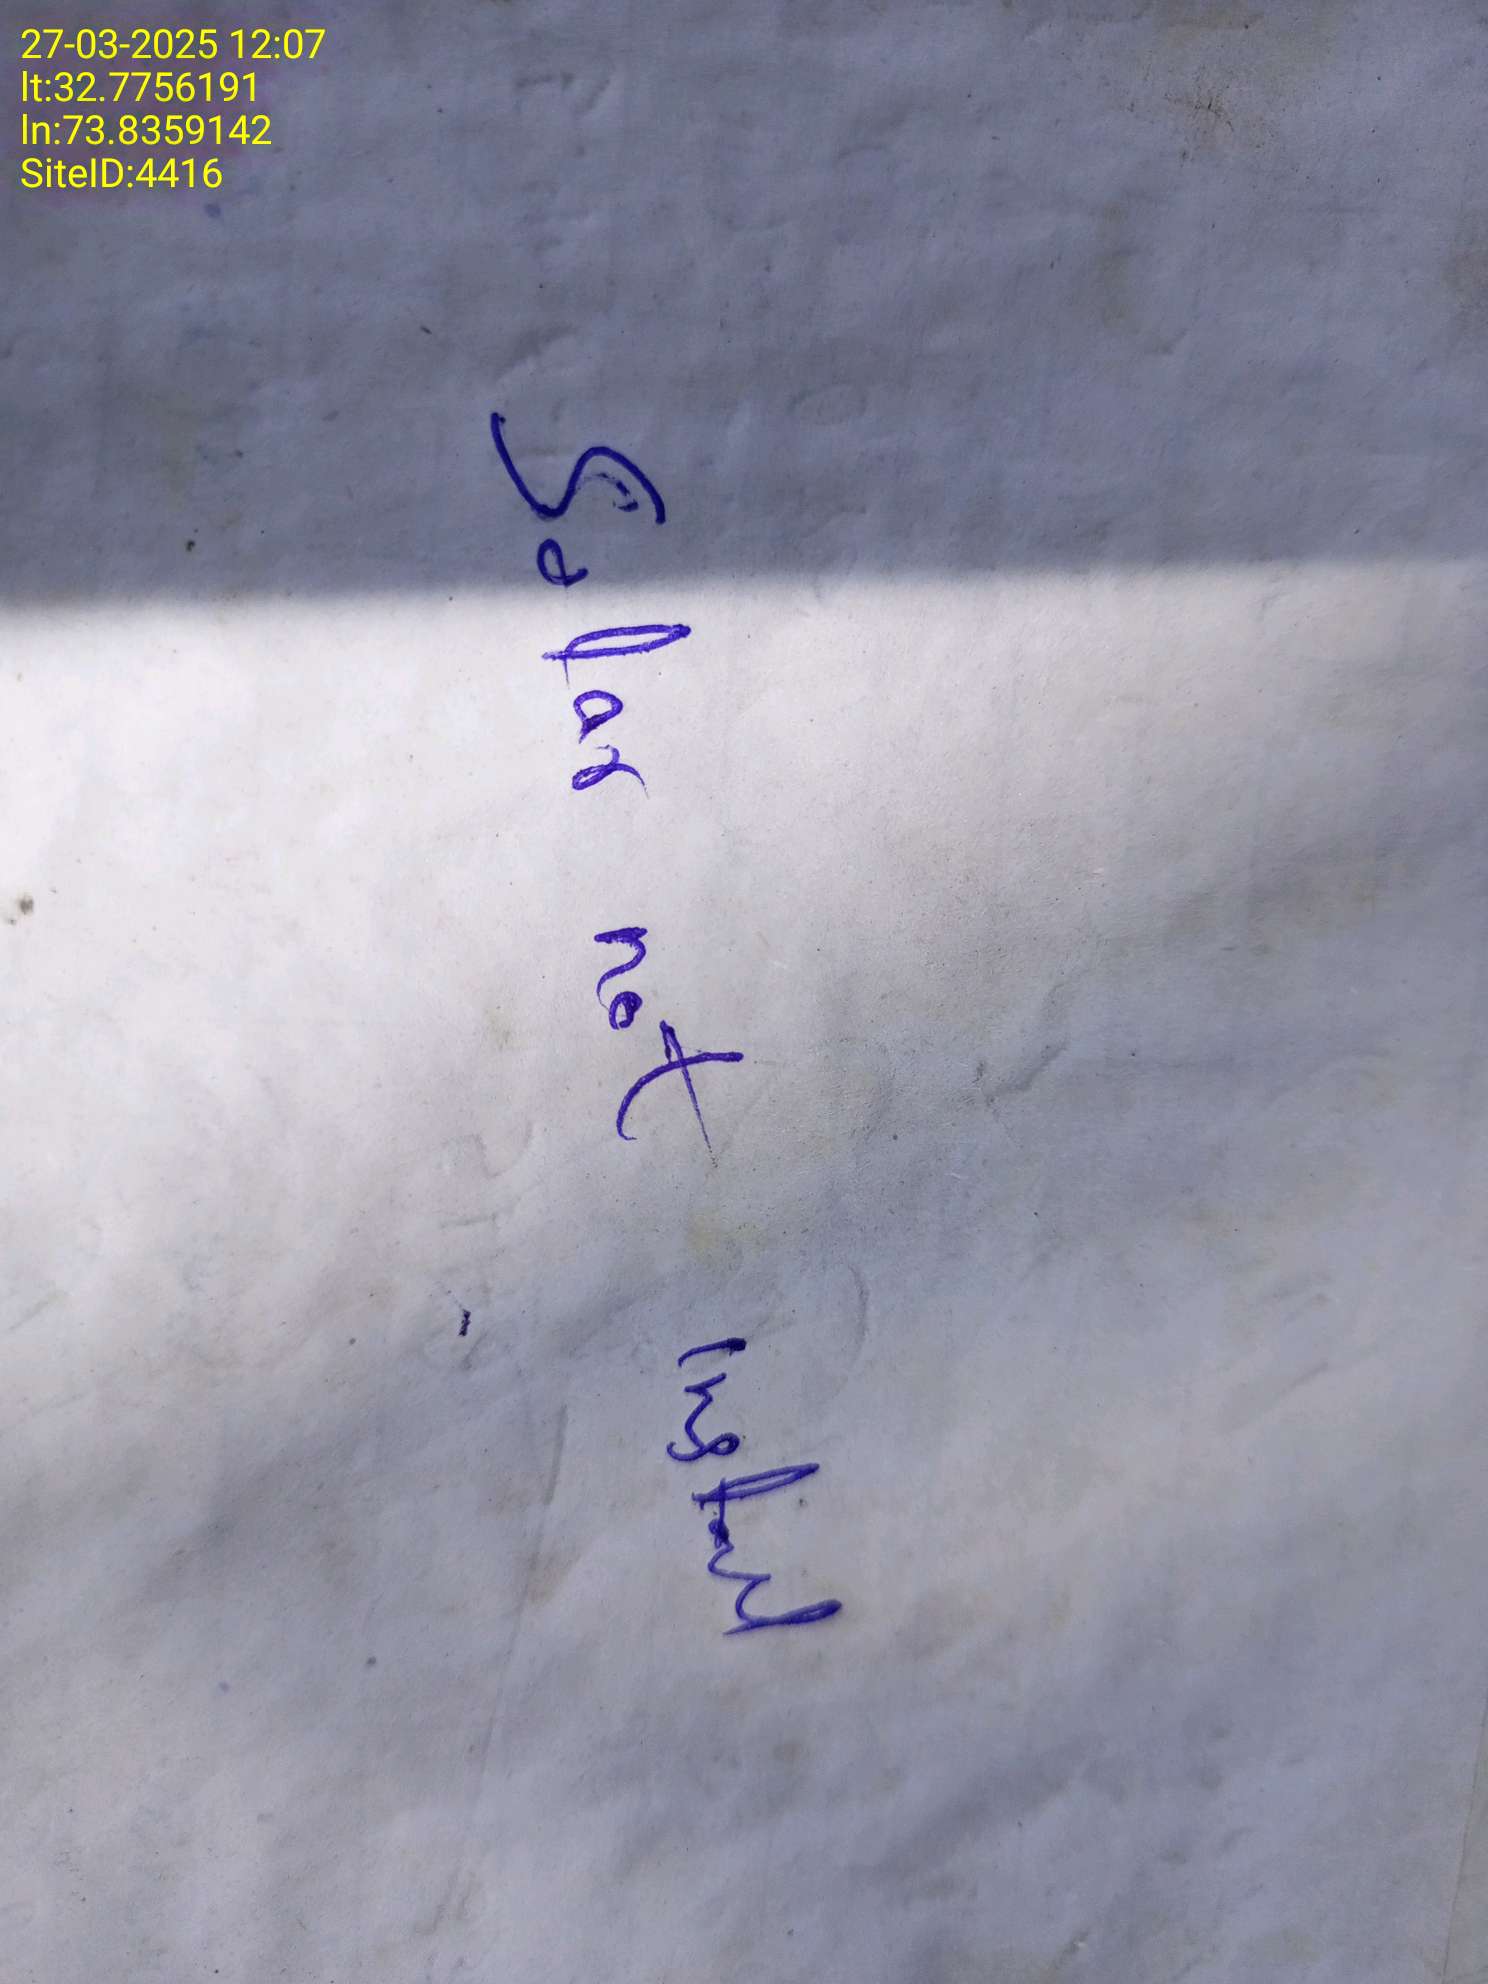 27-03-2025 12:07
lt:32.7756191
ln:73.8359142
SiteID:4416
Solar not Install